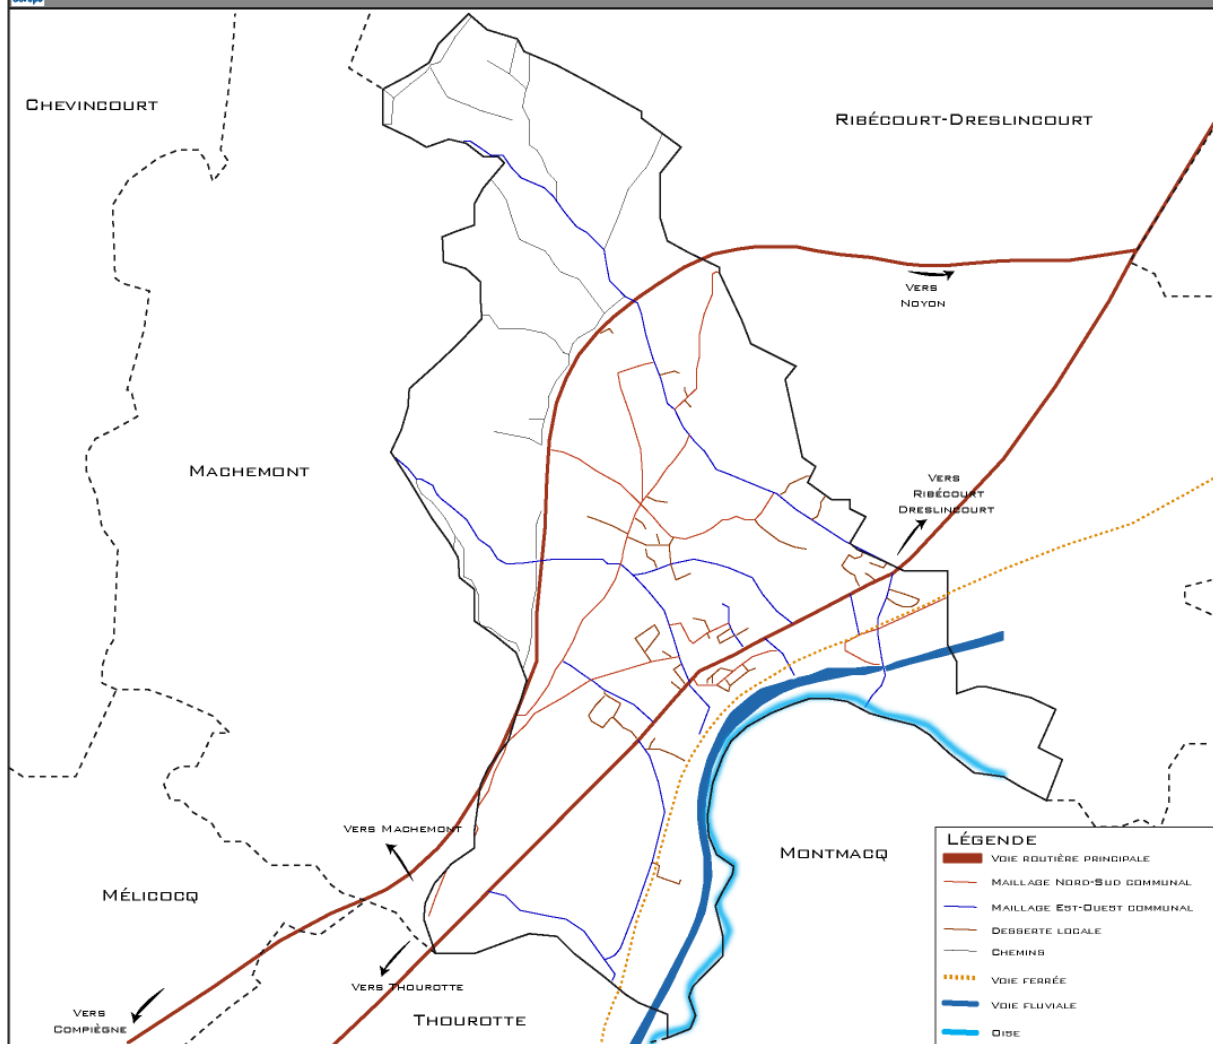 CHEVINCOURT
RIBÉCOURT-DRESLINCOURT
VERS
NOYON
MACHEMONT
VERS
RIBÉCOURT
DRESLINCOURT
VERS MACHEMONT
MONTMACQ
MÉLICOCQ
VERS THOUROTTE
VERS
COMPIÈGNE
THOUROTTE
LÉGENDE
VOIE ROUTIÈRE PRINCIPALE
MAILLAGE NORD-SUD COMMUNAL
MAILLAGE EST-OUEST COMMUNAL
DESSERTE LOCALE
CHEMINS
VOIE FERRÉE
VOIE FLUVIALE
OISE